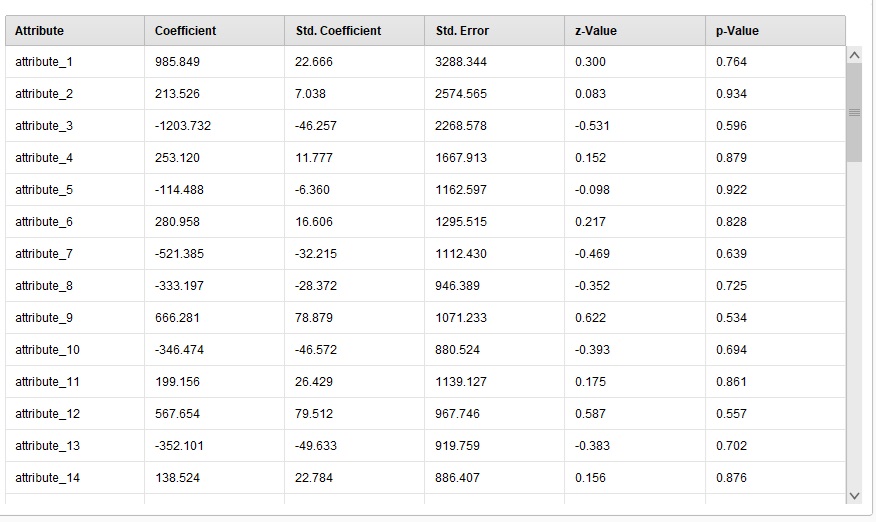 Attribute Coefficient Std. Coefficient Std. Error z-Value p-Value
attribute_1 985.849 22.666 3288.344 0.300 0.764
attribute_2 213.526 7.038 2574.565 0.083 0.934
attribute_3 -1203.732 -46.257 2268.578 -0.531 0.596
attribute_4 253.120 11.777 1667.913 0.152 0.879
attribute_5 -114.488 -6.360 1162.597 -0.098 0.922
attribute_6 280.958 16.606 1295.515 0.217 0.828
attribute_7 -521.385 -32.215 1112.430 -0.469 0.639
attribute_8 -333.197 -28.372 946.389 -0.352 0.725
attribute_9 666.281 78.879 1071.233 0.622 0.534
attribute_10 -346.474 -46.572 880.524 -0.393 0.694
attribute_11 199.156 26.429 1139.127 0.175 0.861
attribute_12 567.654 79.512 967.746 0.587 0.557
attribute_13 -352.101 -49.633 919.759 -0.383 0.702
attribute_14 138.524 22.784 886.407 0.156 0.876